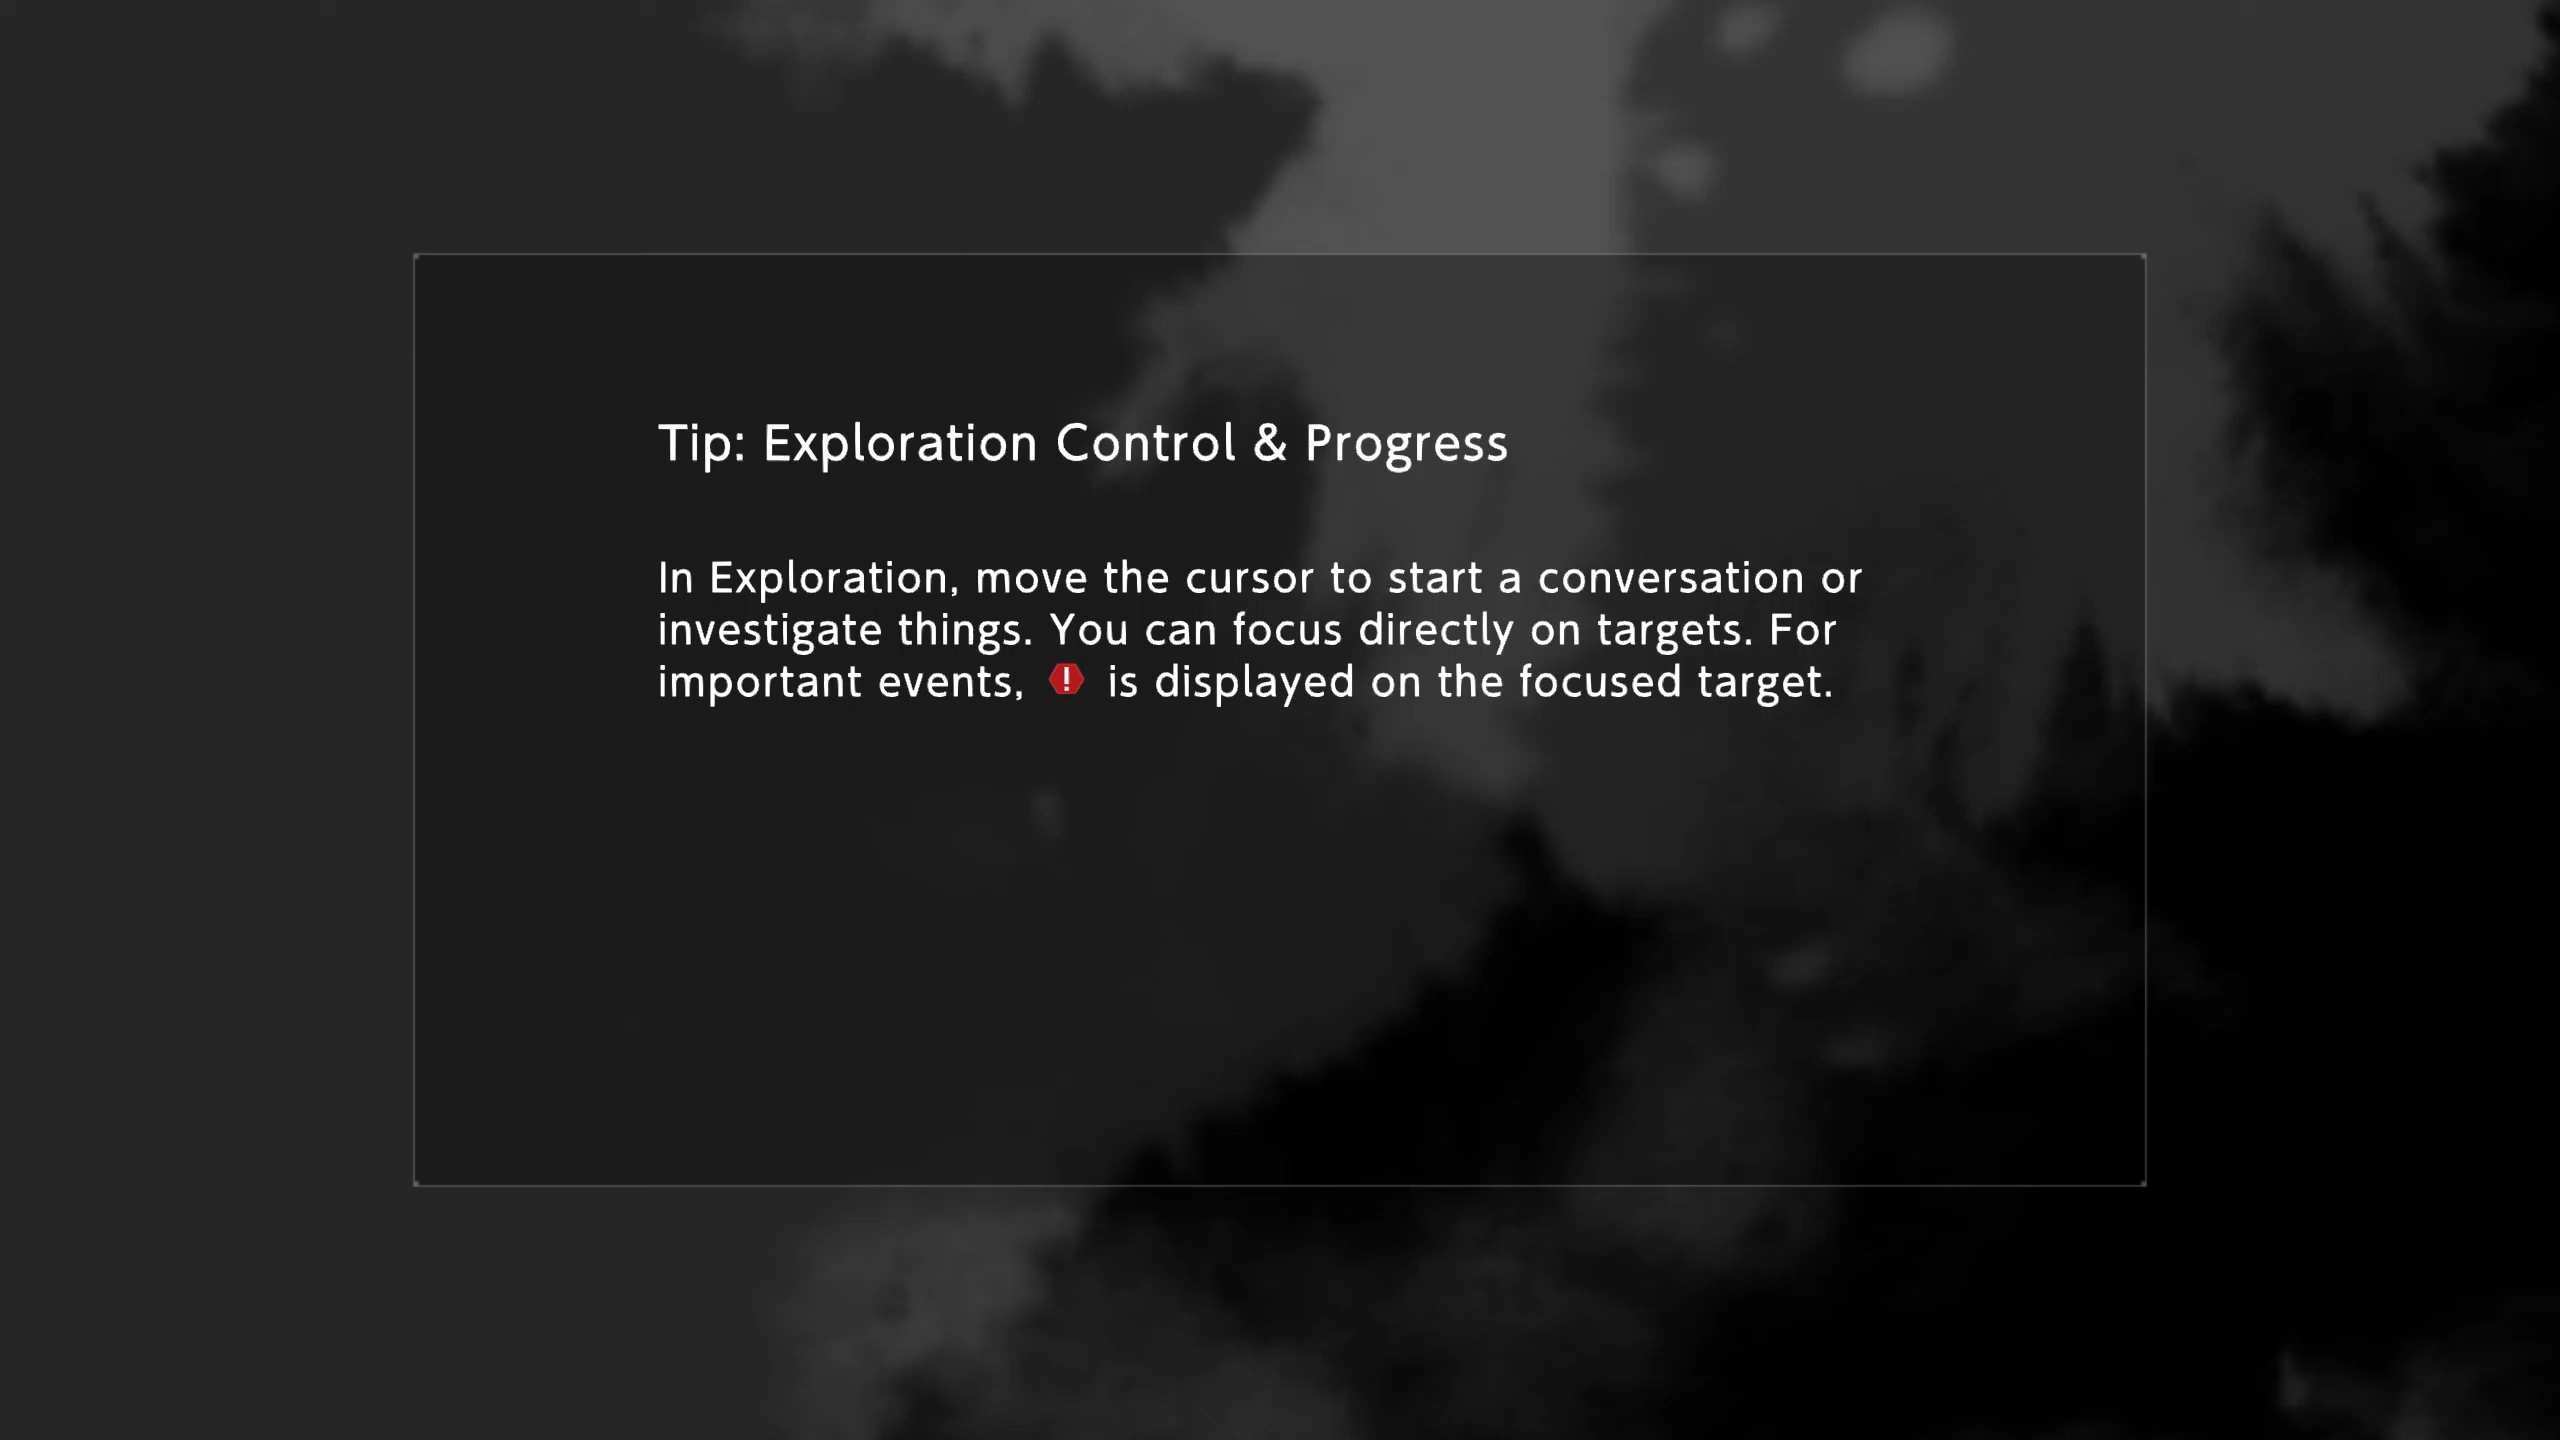 Tip: Exploration Control & Progress
In Exploration, move the cursor to start a conversation or
investigate things. You can focus directly on targets. For
important events, ! is displayed on the focused target.